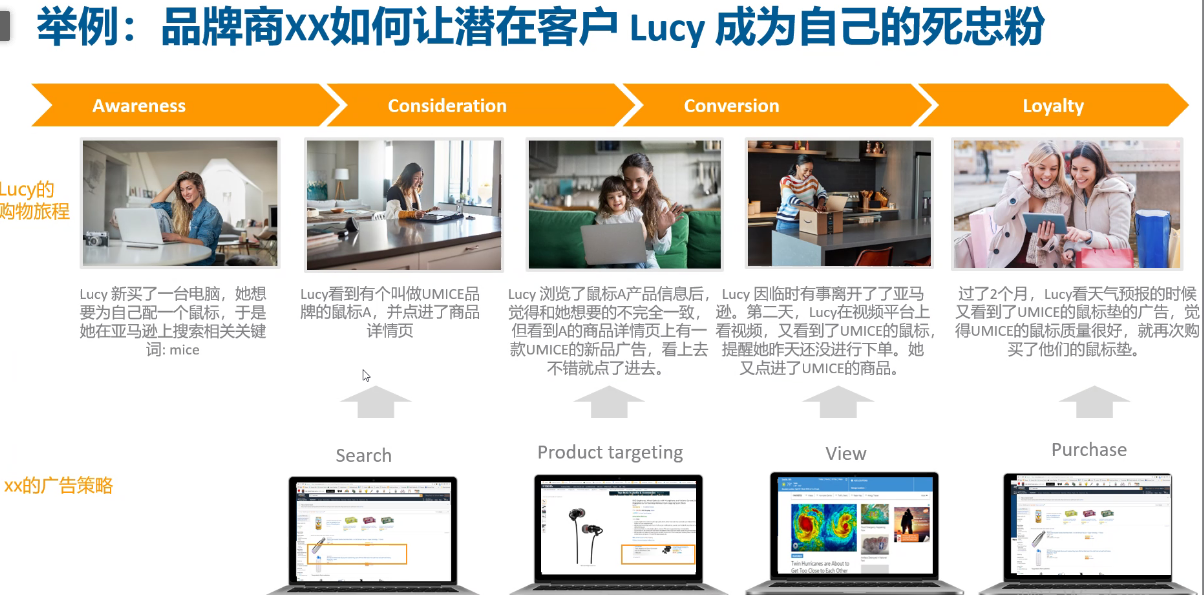 举例：品牌商XX如何让潜在客户 Lucy 成为自己的死忠粉
Awareness
Consideration
Conversion
Loyalty
Lucy的
购物旅程
Lucy 新买了一台电脑，她想
要为自己配一个鼠标，于是
她在亚马逊上搜索相关关键
词: mice
Lucy看到有个叫做UMICE品
牌的鼠标A，并点进了商品
详情页
Lucy 浏览了鼠标A产品信息后，
觉得和她想要的不完全一致，
但看到A的商品详情页上有一
款UMICE的新品广告，看上去
不错就点了进去。
Lucy 因临时有事离开了了亚马
逊。第二天，Lucy在视频平台上
看视频，又看到了UMICE的鼠标，
提醒她昨天还没进行下单。她
又点进了UMICE的商品。
过了2个月，Lucy看天气预报的时候
又看到了UMICE的鼠标垫的广告，觉
得UMICE的鼠标质量很好，就再次购
买了他们的鼠标垫。
xx的广告策略
Search
Product targeting
View
Purchase
Twin Hurricanes are About to
Get Too Close to Each Other